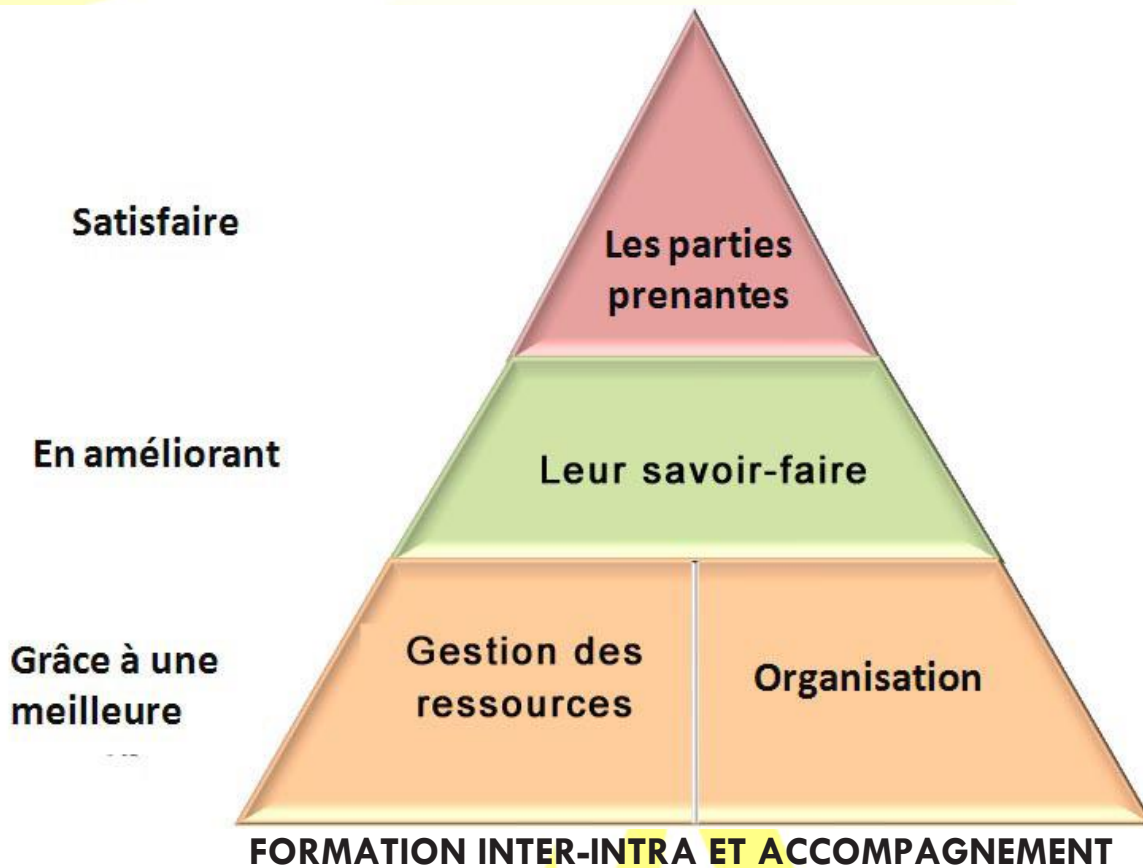 Satisfaire
Les parties
prenantes
En améliorant
Leur savoir-faire
Grâce à une
meilleure
Gestion des
ressources
Organisation
FORMATION INTER-INTRA ET ACCOMPAGNEMENT